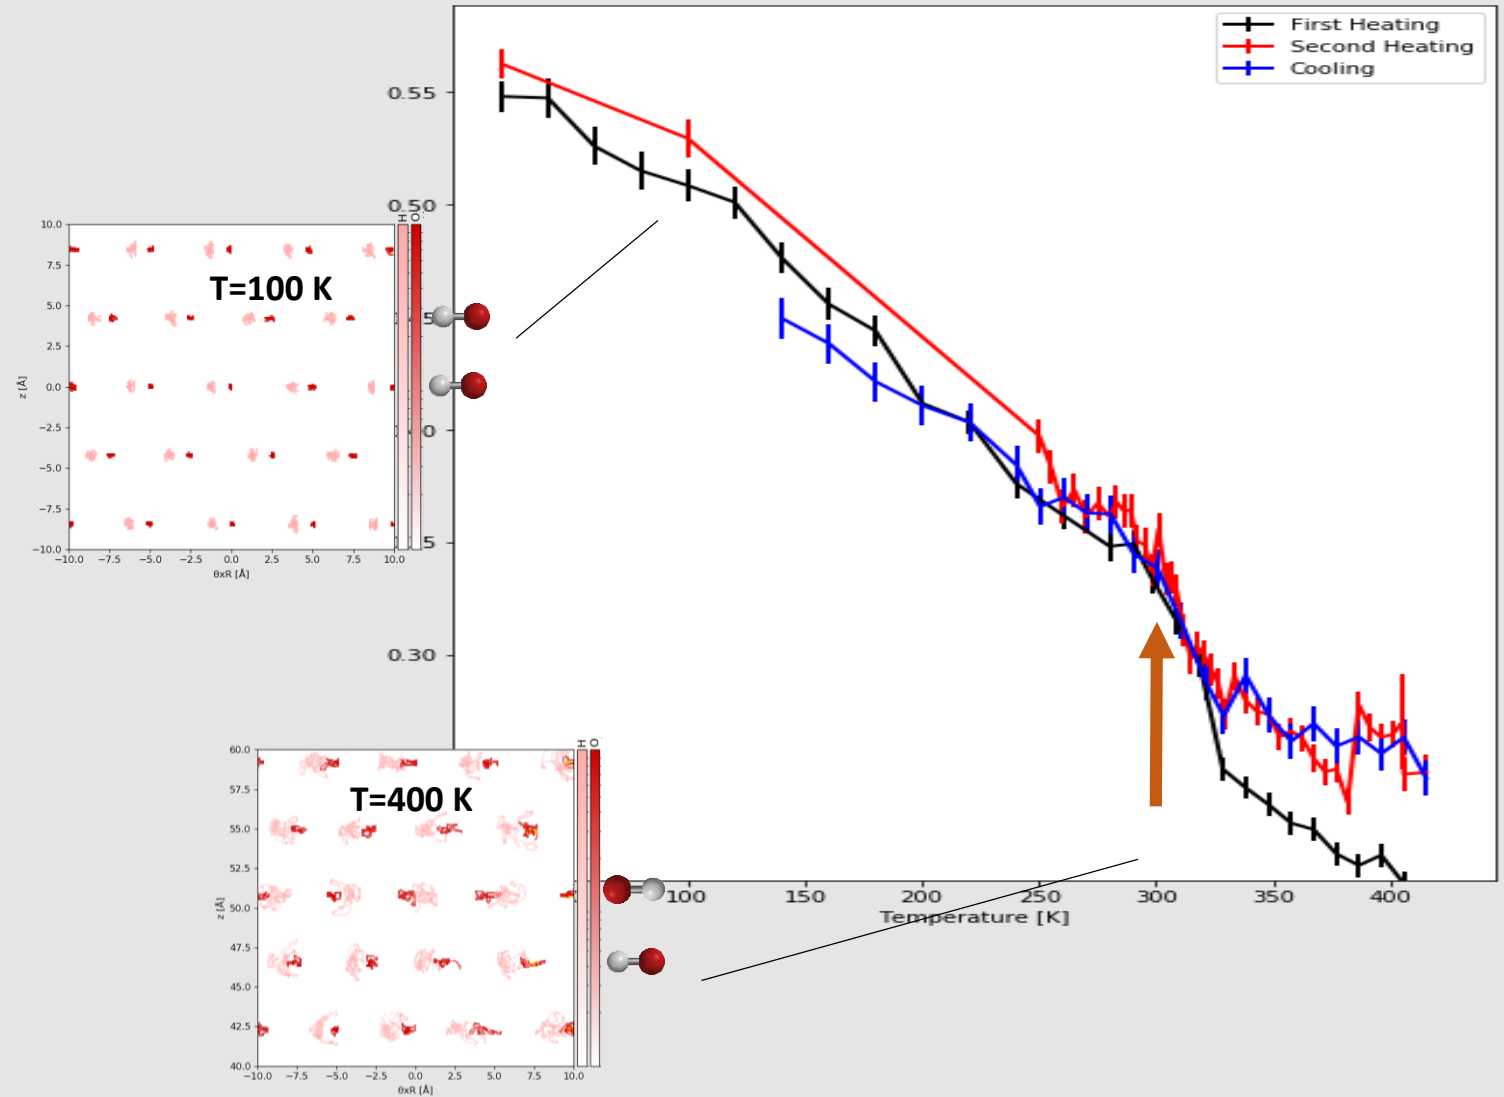 First Heating
Second Heating
Cooling
0.55
0.50
5
0
5
0.30
100 150 200 250 300 350 400
Temperature [K]
H
O
10.0
7.5
5.0
2.5
0.0
−2.5
−5.0
−7.5
−10.0
z [Å]
T=100 K
−10.0 −7.5 −5.0 −2.5 0.0 2.5 5.0 7.5 10.0
θxR [Å]
H
O
60.0
57.5
55.0
52.5
50.0
47.5
45.0
42.5
40.0
z [Å]
T=400 K
−10.0 −7.5 −5.0 −2.5 0.0 2.5 5.0 7.5 10.0
θxR [Å]